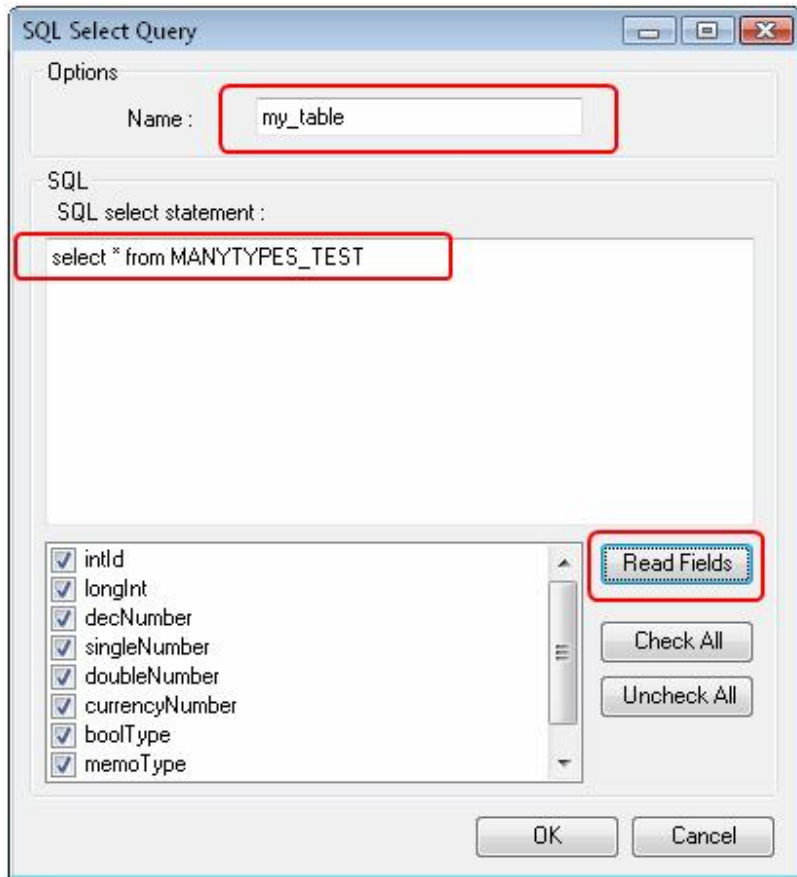 SQL Select Query
Options
Name :
my_table
SQL
SQL select statement :
select * from MANYTYPES_TEST
intId
longInt
decNumber
singleNumber
doubleNumber
currencyNumber
boolType
memoType
Read Fields
Check All
Uncheck All
OK
Cancel